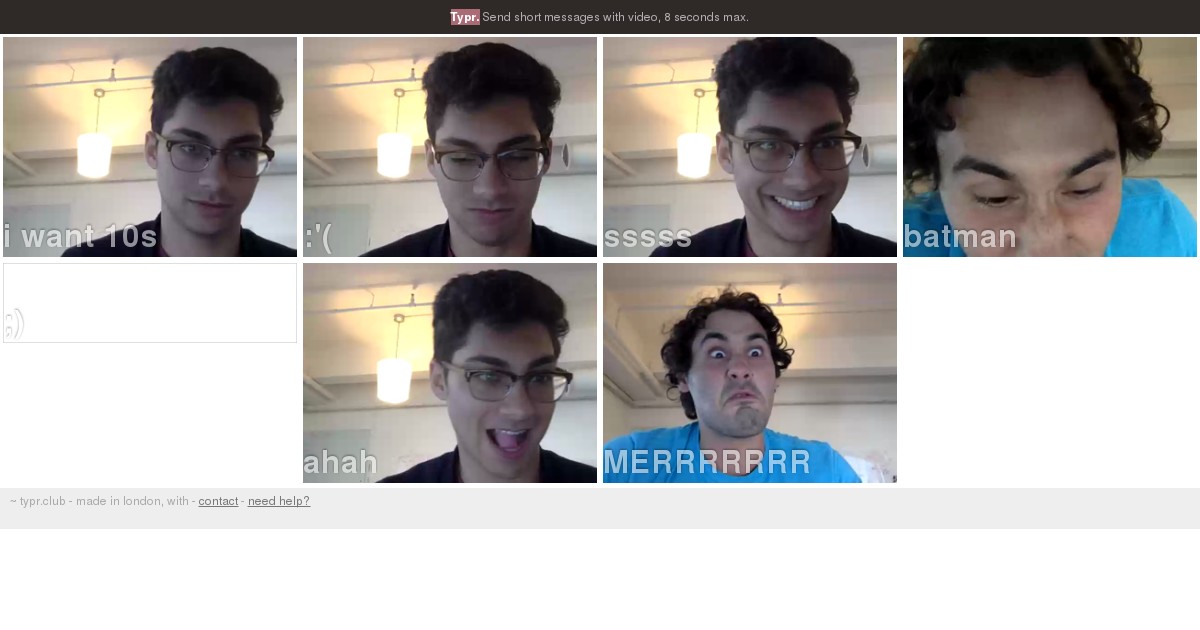 Typr. Send short messages with video, 8 seconds max.
i want 10s
:'(
sssss
batman
;)
ahah
MERRRRRRR
~ typr.club - made in london, with - contact - need help?